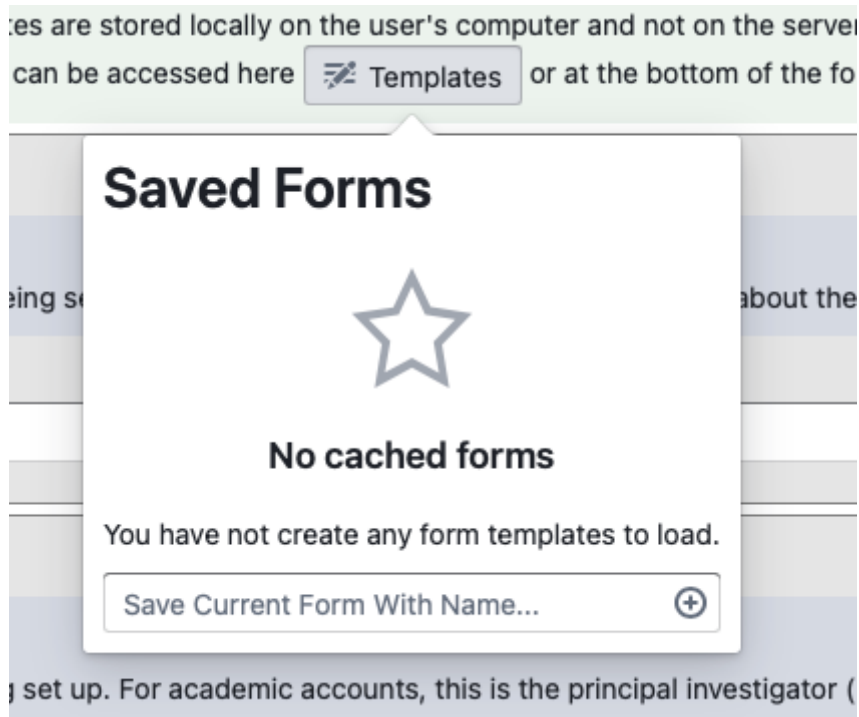 es are stored locally on the user's computer and not on the server
can be accessed here Templates or at the bottom of the fo
Saved Forms
eing se
about the
No cached forms
You have not create any form templates to load.
Save Current Form With Name...
set up. For academic accounts, this is the principal investigator (